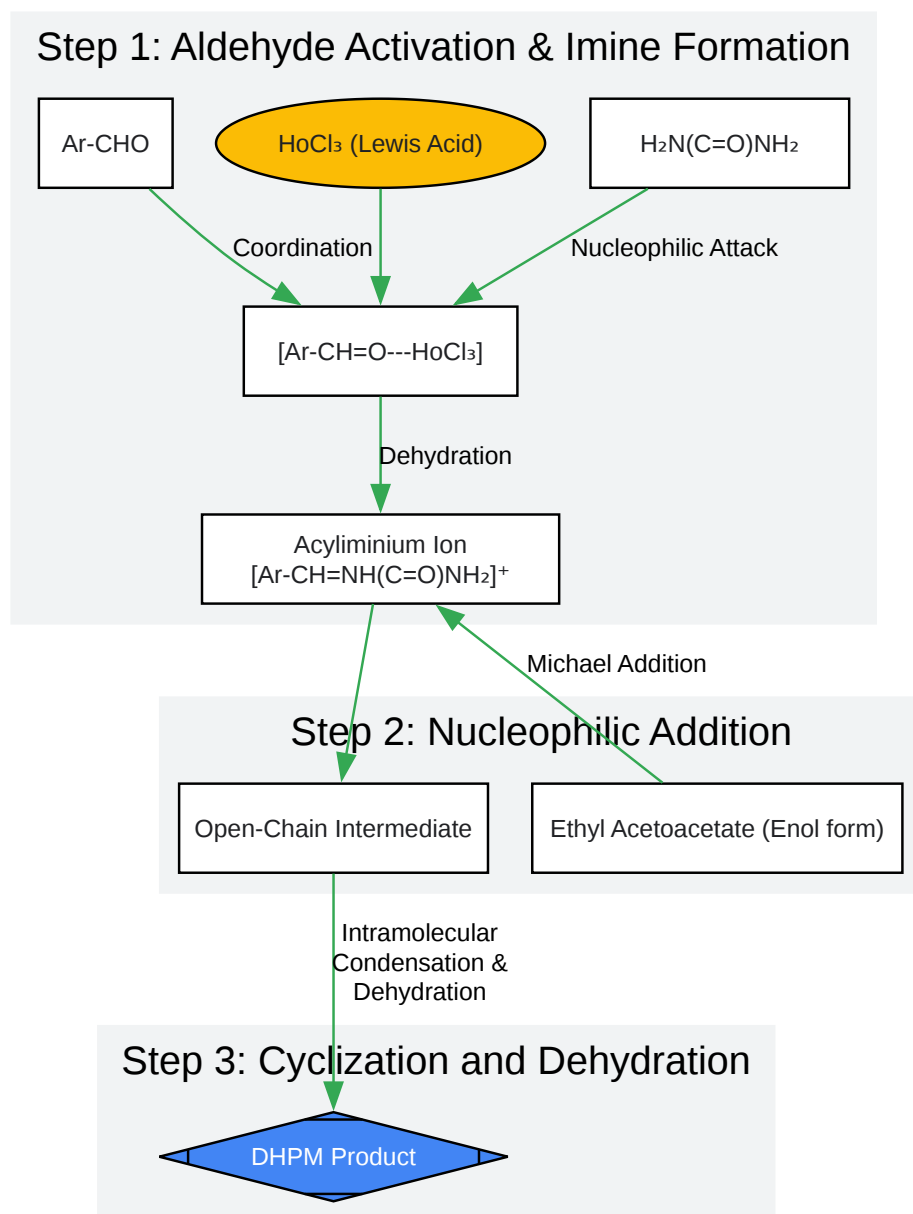 Step 1: Aldehyde Activation & Imine Formation
Ar-CHO
HoCl₃ (Lewis Acid)
H₂N(C=O)NH₂
Coordination
Nucleophilic Attack
[Ar-CH=O---HoCl₃]
Dehydration
Acyliminium Ion
[Ar-CH=NH(C=O)NH₂]⁺
Michael Addition
Step 2: Nucleophilic Addition
Open-Chain Intermediate
Ethyl Acetoacetate (Enol form)
Intramolecular
Condensation &
Dehydration
Step 3: Cyclization and Dehydration
DHPM Product